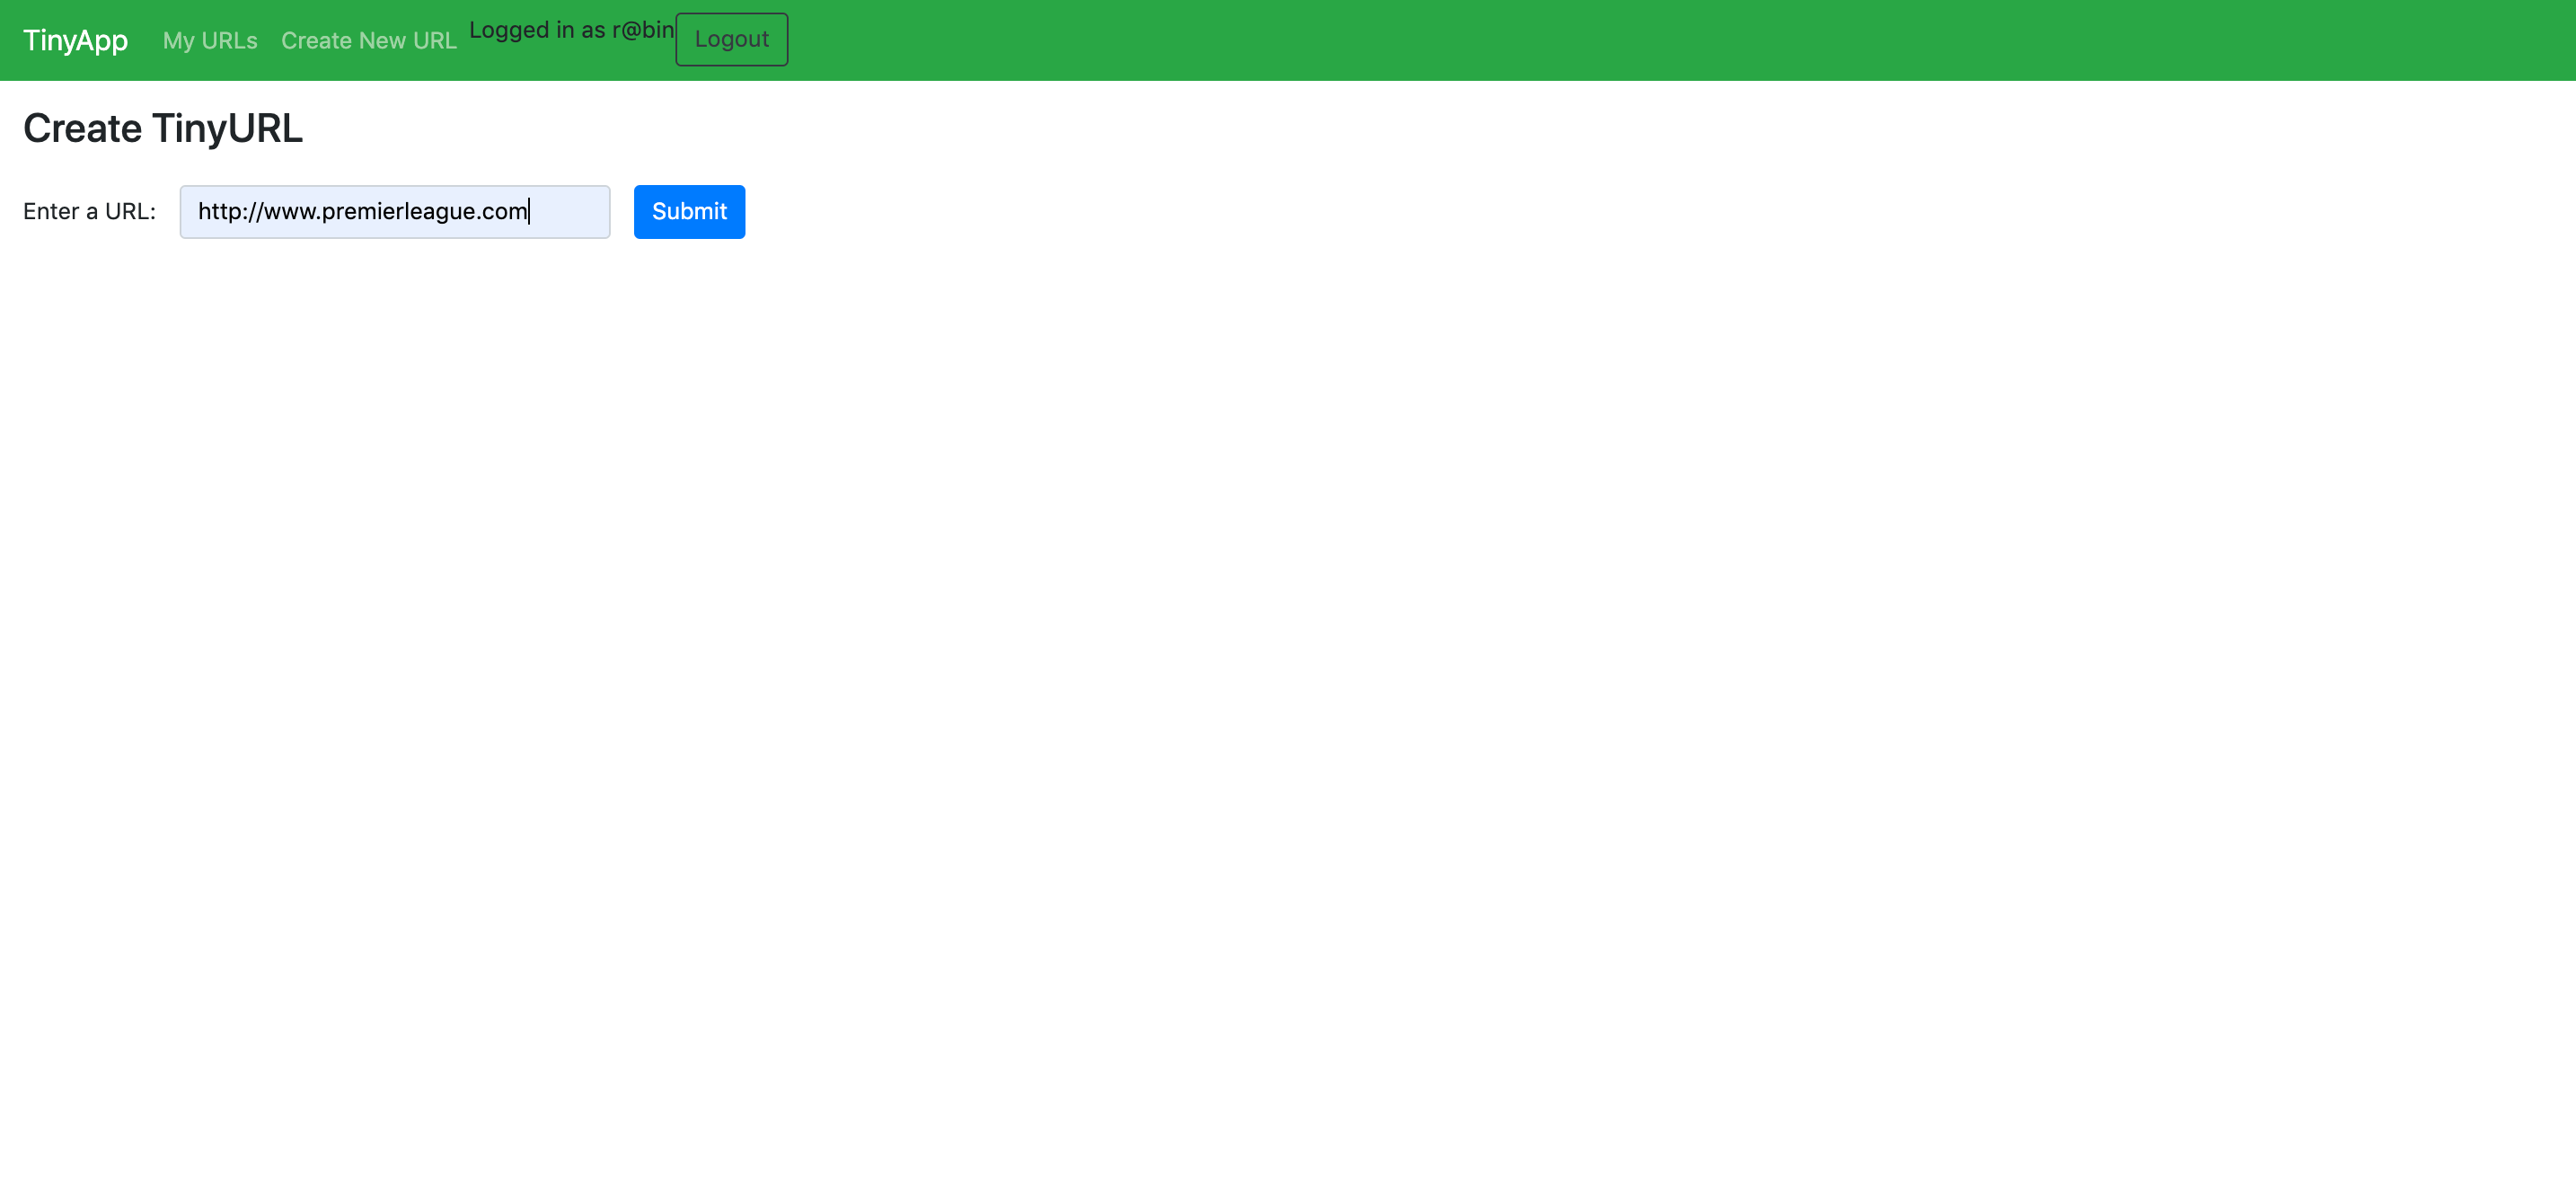 TinyApp My URLs Create New URL Logged in as r@bin Logout
Create TinyURL
Enter a URL: http://www.premierleague.com Submit